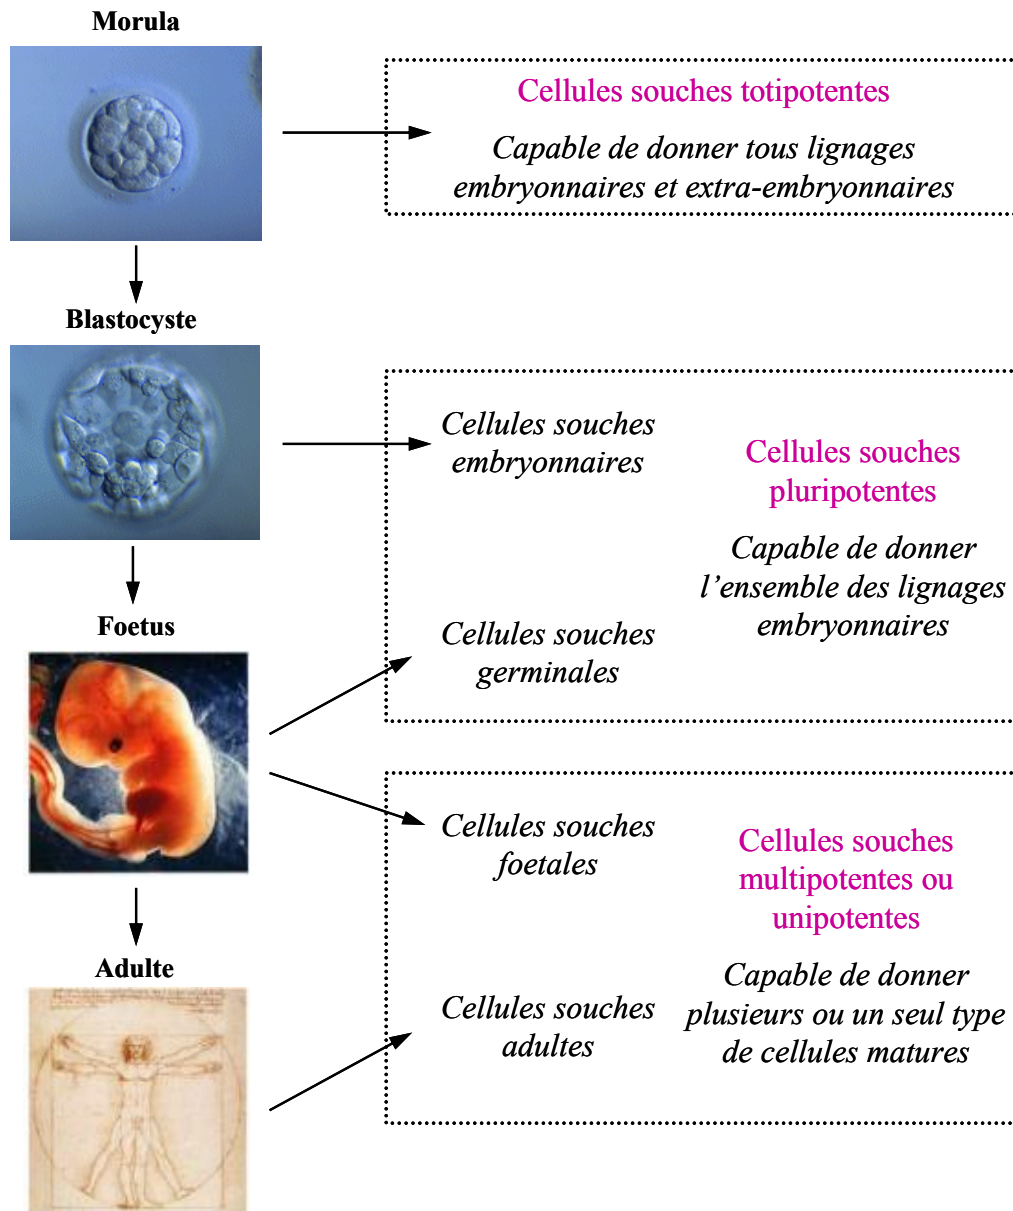 Morula
Cellules souches totipotentes
Capable de donner tous lignages
embryonnaires et extra-embryonnaires
Blastocyste
Cellules souches
embryonnaires
Cellules souches
pluripotentes
Capable de donner
l’ensemble des lignages
embryonnaires
Foetus
Cellules souches
germinales
Cellules souches
foetales
Cellules souches
multipotentes ou
unipotentes
Adulte
Cellules souches
adultes
Capable de donner
plusieurs ou un seul type
de cellules matures